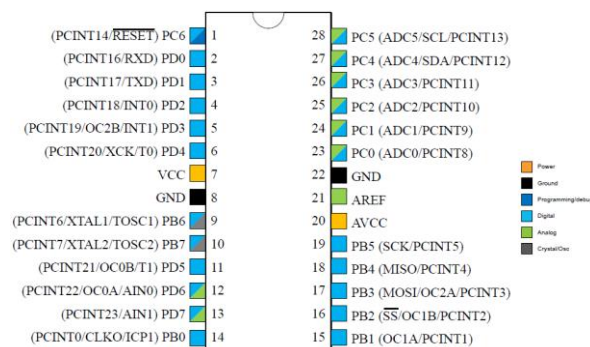 (PCINT14/RESET) PC6 1
(PCINT16/RXD) PD0 2
(PCINT17/TXD) PD1 3
(PCINT18/INT0) PD2 4
(PCINT19/OC2B/INT1) PD3 5
(PCINT20/XCK/T0) PD4 6
VCC 7
GND 8
(PCINT6/XTAL1/TOSC1) PB6 9
(PCINT7/XTAL2/TOSC2) PB7 10
(PCINT21/OC0B/T1) PD5 11
(PCINT22/OC0A/AIN0) PD6 12
(PCINT23/AIN1) PD7 13
(PCINT0/CLKO/ICP1) PB0 14
28 PC5 (ADC5/SCL/PCINT13)
27 PC4 (ADC4/SDA/PCINT12)
26 PC3 (ADC3/PCINT11)
25 PC2 (ADC2/PCINT10)
24 PC1 (ADC1/PCINT9)
23 PC0 (ADC0/PCINT8)
22 GND
21 AREF
20 AVCC
19 PB5 (SCK/PCINT5)
18 PB4 (MISO/PCINT4)
17 PB3 (MOSI/OC2A/PCINT3)
16 PB2 (SS/OC1B/PCINT2)
15 PB1 (OC1A/PCINT1)
Power
Ground
Programming/debug
Digital
Analog
Crystal/Osc